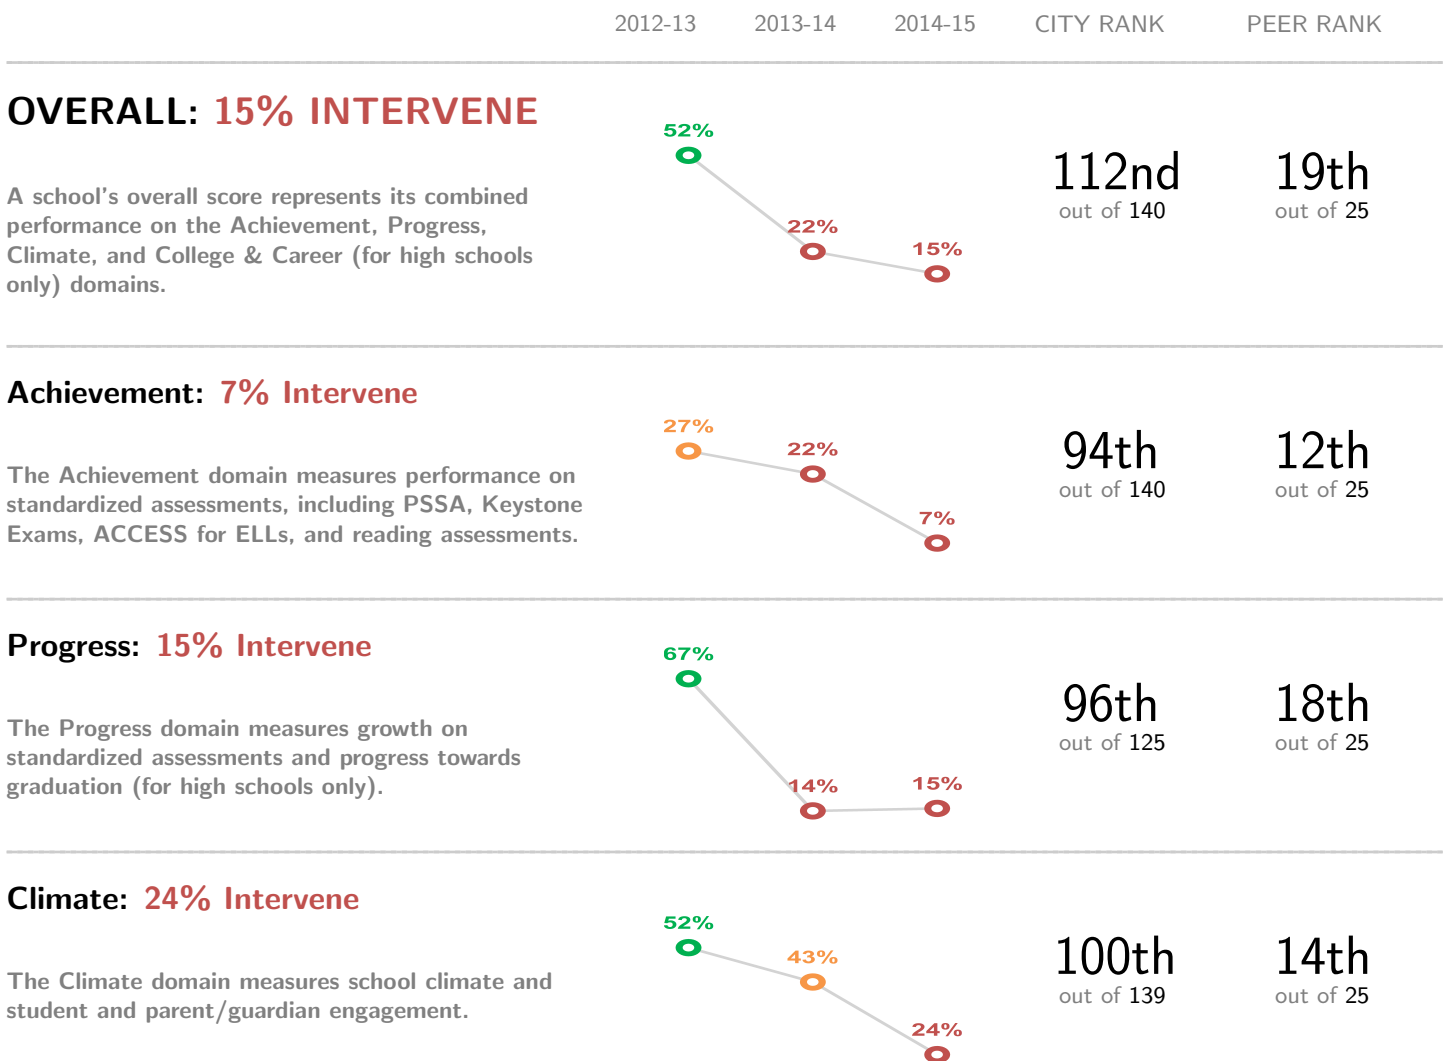 2012-13 2013-14 2014-15 CITY RANK PEER RANK
OVERALL: 15% INTERVENE
A school's overall score represents its combined
performance on the Achievement, Progress,
Climate, and College & Career (for high schools
only) domains.
52%
22%
15%
112nd
out of 140
19th
out of 25
Achievement: 7% Intervene
The Achievement domain measures performance on
standardized assessments, including PSSA, Keystone
Exams, ACCESS for ELLs, and reading assessments.
27%
22%
7%
94th
out of 140
12th
out of 25
Progress: 15% Intervene
The Progress domain measures growth on
standardized assessments and progress towards
graduation (for high schools only).
67%
14%
15%
96th
out of 125
18th
out of 25
Climate: 24% Intervene
The Climate domain measures school climate and
student and parent/guardian engagement.
52%
43%
24%
100th
out of 139
14th
out of 25